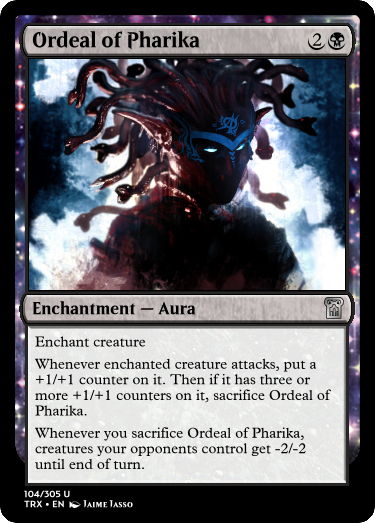 Ordeal of Pharika 2
Enchantment — Aura
Enchant creature
Whenever enchanted creature attacks, put a
+1/+1 counter on it. Then if it has three or
more +1/+1 counters on it, sacrifice Ordeal of
Pharika.
Whenever you sacrifice Ordeal of Pharika,
creatures your opponents control get -2/-2
until end of turn.
104/305 U
TRX • EN Jaime Jasso